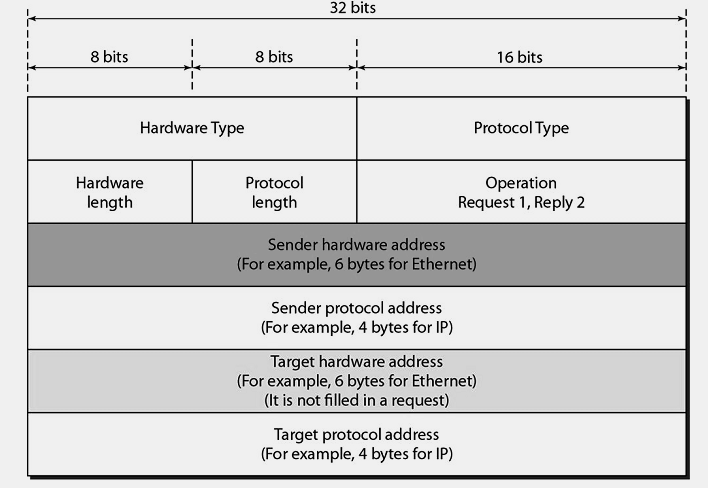 32 bits
8 bits
8 bits
16 bits
Hardware Type
Protocol Type
Hardware
length
Protocol
length
Operation
Request 1, Reply 2
Sender hardware address
(For example, 6 bytes for Ethernet)
Sender protocol address
(For example, 4 bytes for IP)
Target hardware address
(For example, 6 bytes for Ethernet)
(It is not filled in a request)
Target protocol address
(For example, 4 bytes for IP)